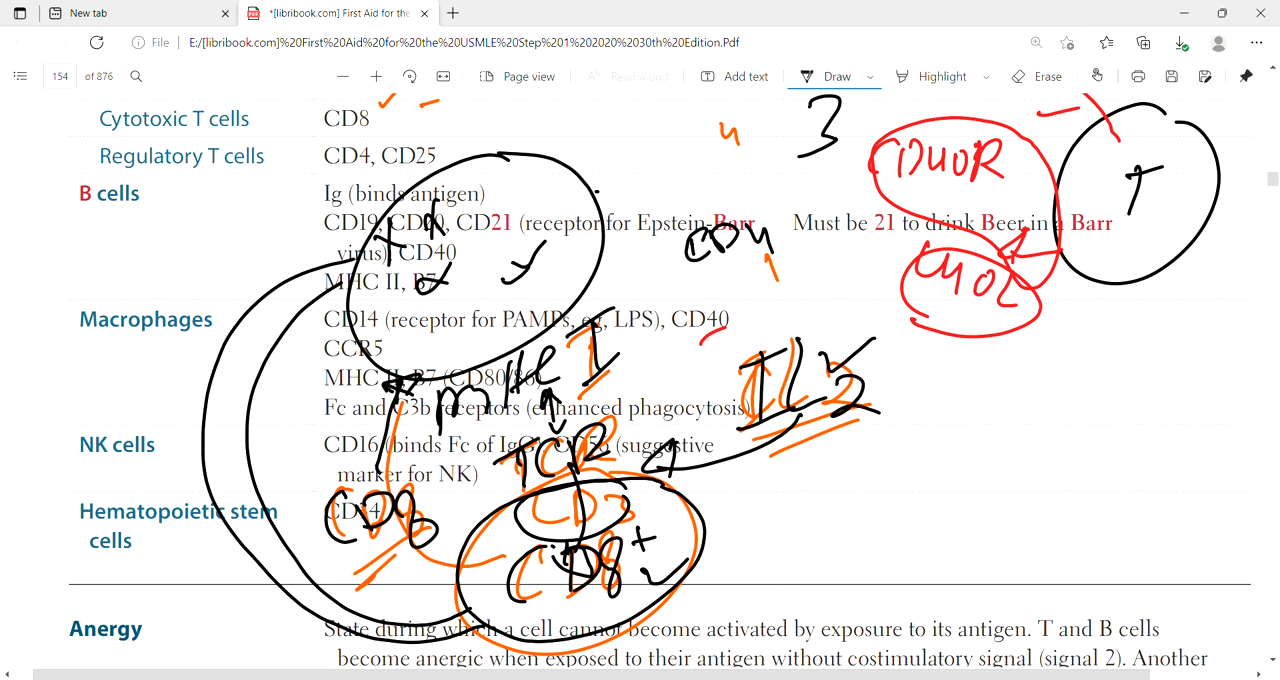 New tab
*[libribook.com] First Aid for the
File E:/[libribook.com]%20First%20Aid%20for%20the%20USMLE%20Step%201%202020%2030th%20Edition.Pdf
154 of 876 Page view Read aloud Add text Draw Highlight Erase
Cytotoxic T cells CD8
Regulatory T cells CD4, CD25
B cells Ig (binds antigen)
CD19, CD20, CD21 (receptor for Epstein-Barr Must be 21 to drink Beer in a Barr
virus), CD40
MHC II, B7
Macrophages CD14 (receptor for PAMPs, eg, LPS), CD40
CCR5
MHC II, B7 (CD80/86)
Fc and C3b receptors (enhanced phagocytosis)
NK cells CD16 (binds Fc of IgG), CD56 (suggestive
marker for NK)
Hematopoietic stem CD34
cells
Anergy State during which a cell cannot become activated by exposure to its antigen. T and B cells
become anergic when exposed to their antigen without costimulatory signal (signal 2). Another
4
3
CD40R
T
CD4
MHC I
IL 2
TCR
CD3
CD8
CD8 +